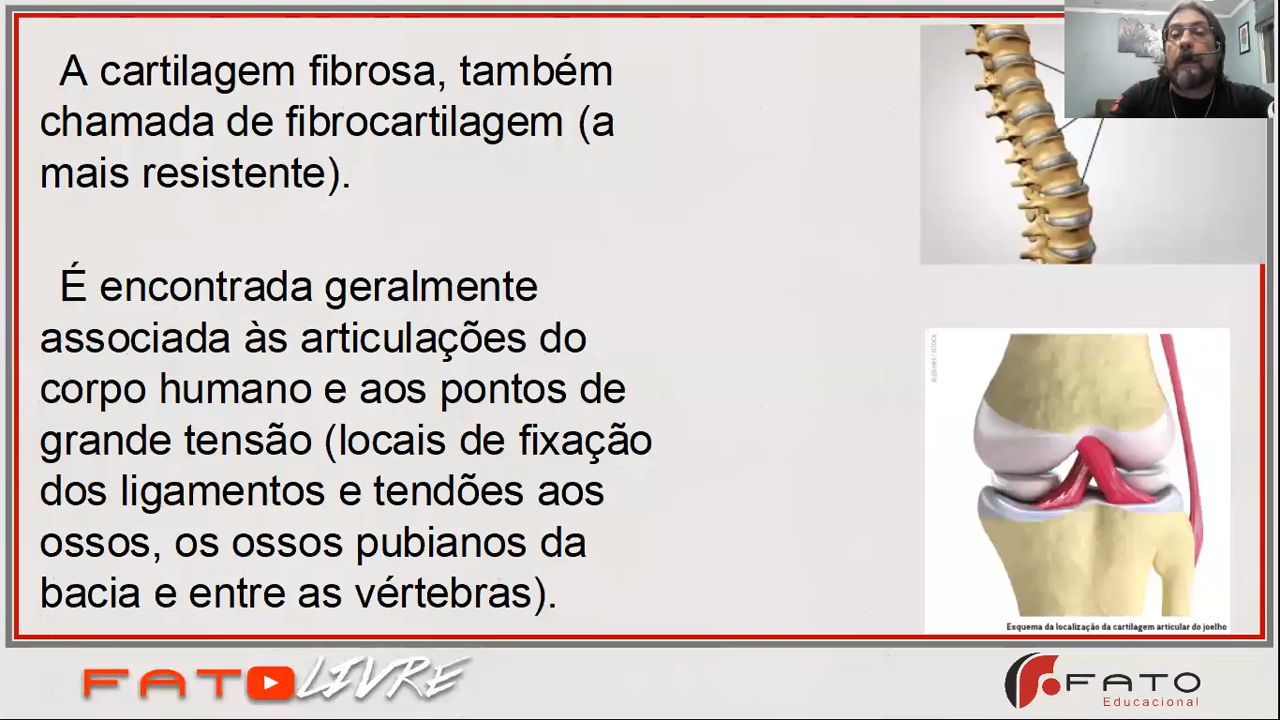 A cartilagem fibrosa, também
chamada de fibrocartilagem (a
mais resistente).
É encontrada geralmente
associada às articulações do
corpo humano e aos pontos de
grande tensão (locais de fixação
dos ligamentos e tendões aos
ossos, os ossos pubianos da
bacia e entre as vértebras).
Esquema da localização da cartilagem articular do joelho
FATO LIVRE
FATO
Educacional